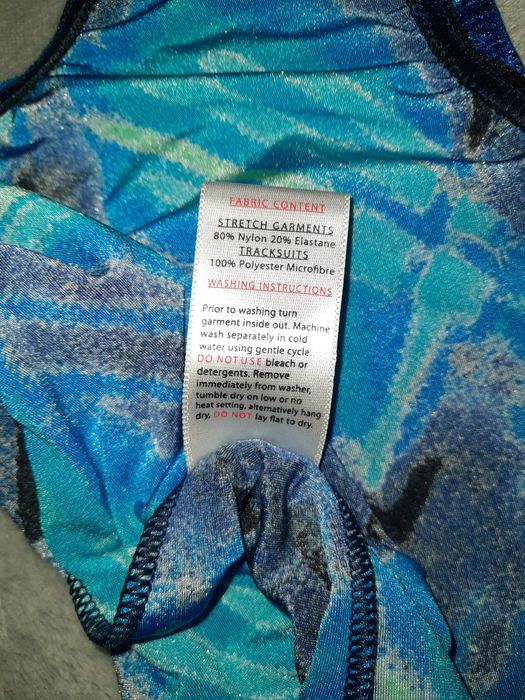 FABRIC CONTENT
STRETCH GARMENTS
80% Nylon 20% Elastane
TRACKSUITS
100% Polyester Microfibre
WASHING INSTRUCTIONS
Prior to washing turn
garment inside out. Machine
wash separately in cold
water using gentle cycle.
DO NOT USE bleach or
detergents. Remove
immediately from washer,
tumble dry on low or no
heat setting, alternatively hang
dry, DO NOT lay flat to dry.